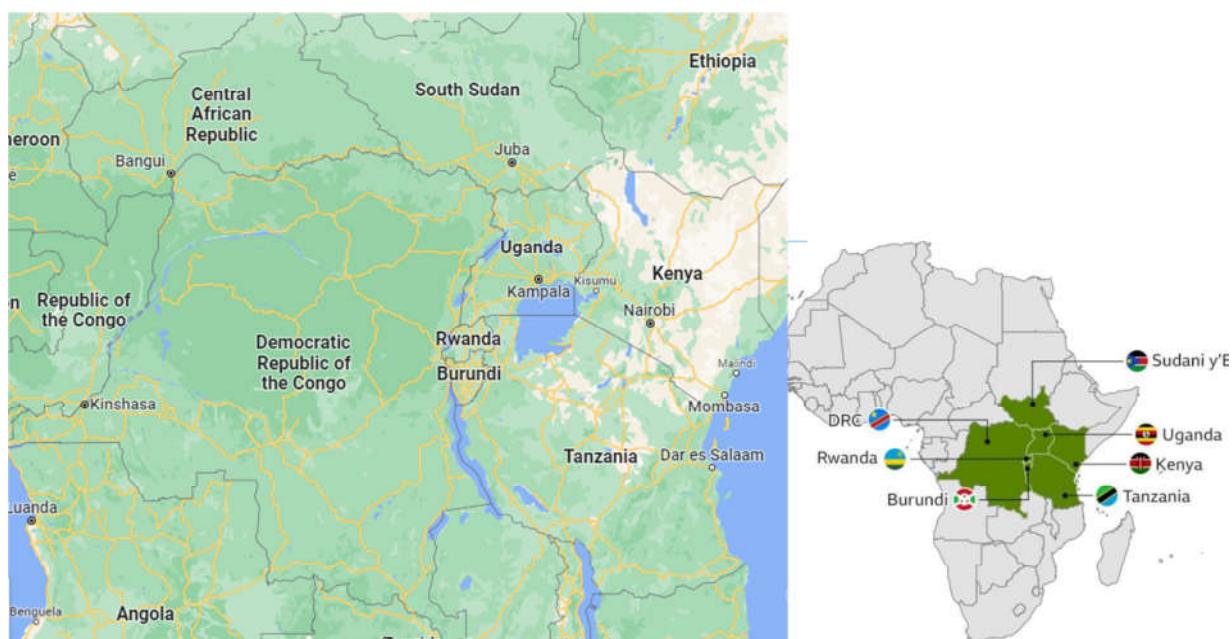 Ethiopia
South Sudan
Central
African
Republic
Juba
Bangui
neroon
e
Uganda
Kisumu
Kenya
Kampala
Nairobi
Republic of
the Congo
on
Democratic
Republic of
the Congo
Rwanda
Burundi
Malindi
Mombasa
Kinshasa
Tanzania
Dar es Salaam
Luanda
Benguela
Angola
Sudani y'E
DRC
Uganda
Rwanda
Kenya
Burundi
Tanzania